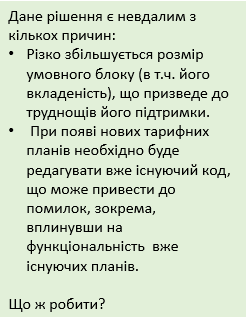 Дане рішення є невдалим з
кількох причин:
• Різко збільшується розмір
умовного блоку (в т.ч. його
вкладеність), що призведе до
труднощів його підтримки.
• При появі нових тарифних
планів необхідно буде
редагувати вже існуючий код,
що може привести до
помилок, зокрема,
вплинувши на
функціональність вже
існуючих планів.
Що ж робити?